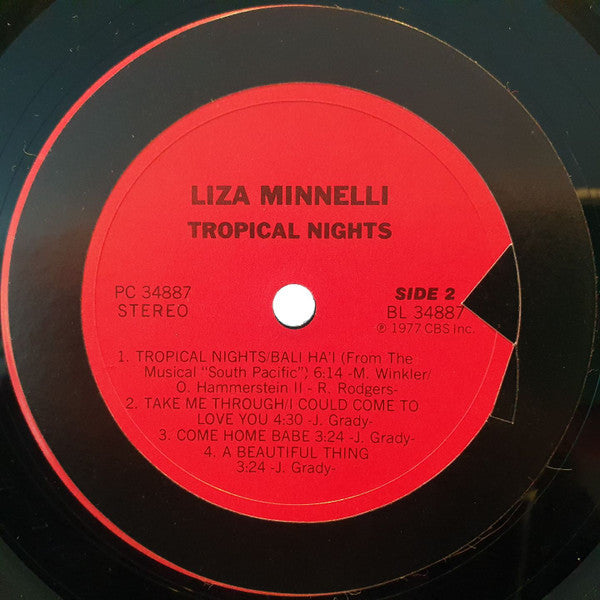 LIZA MINNELLI
TROPICAL NIGHTS
PC 34887
STEREO
SIDE 2
BL 34887
℗ 1977 CBS Inc.
1. TROPICAL NIGHTS/BALI HA'I (From The
Musical "South Pacific") 6:14 -M. Winkler/
O. Hammerstein II - R. Rodgers-
2. TAKE ME THROUGH/I COULD COME TO
LOVE YOU 4:30 -J. Grady-
3. COME HOME BABE 3:24 -J. Grady-
4. A BEAUTIFUL THING
3:24 -J. Grady-